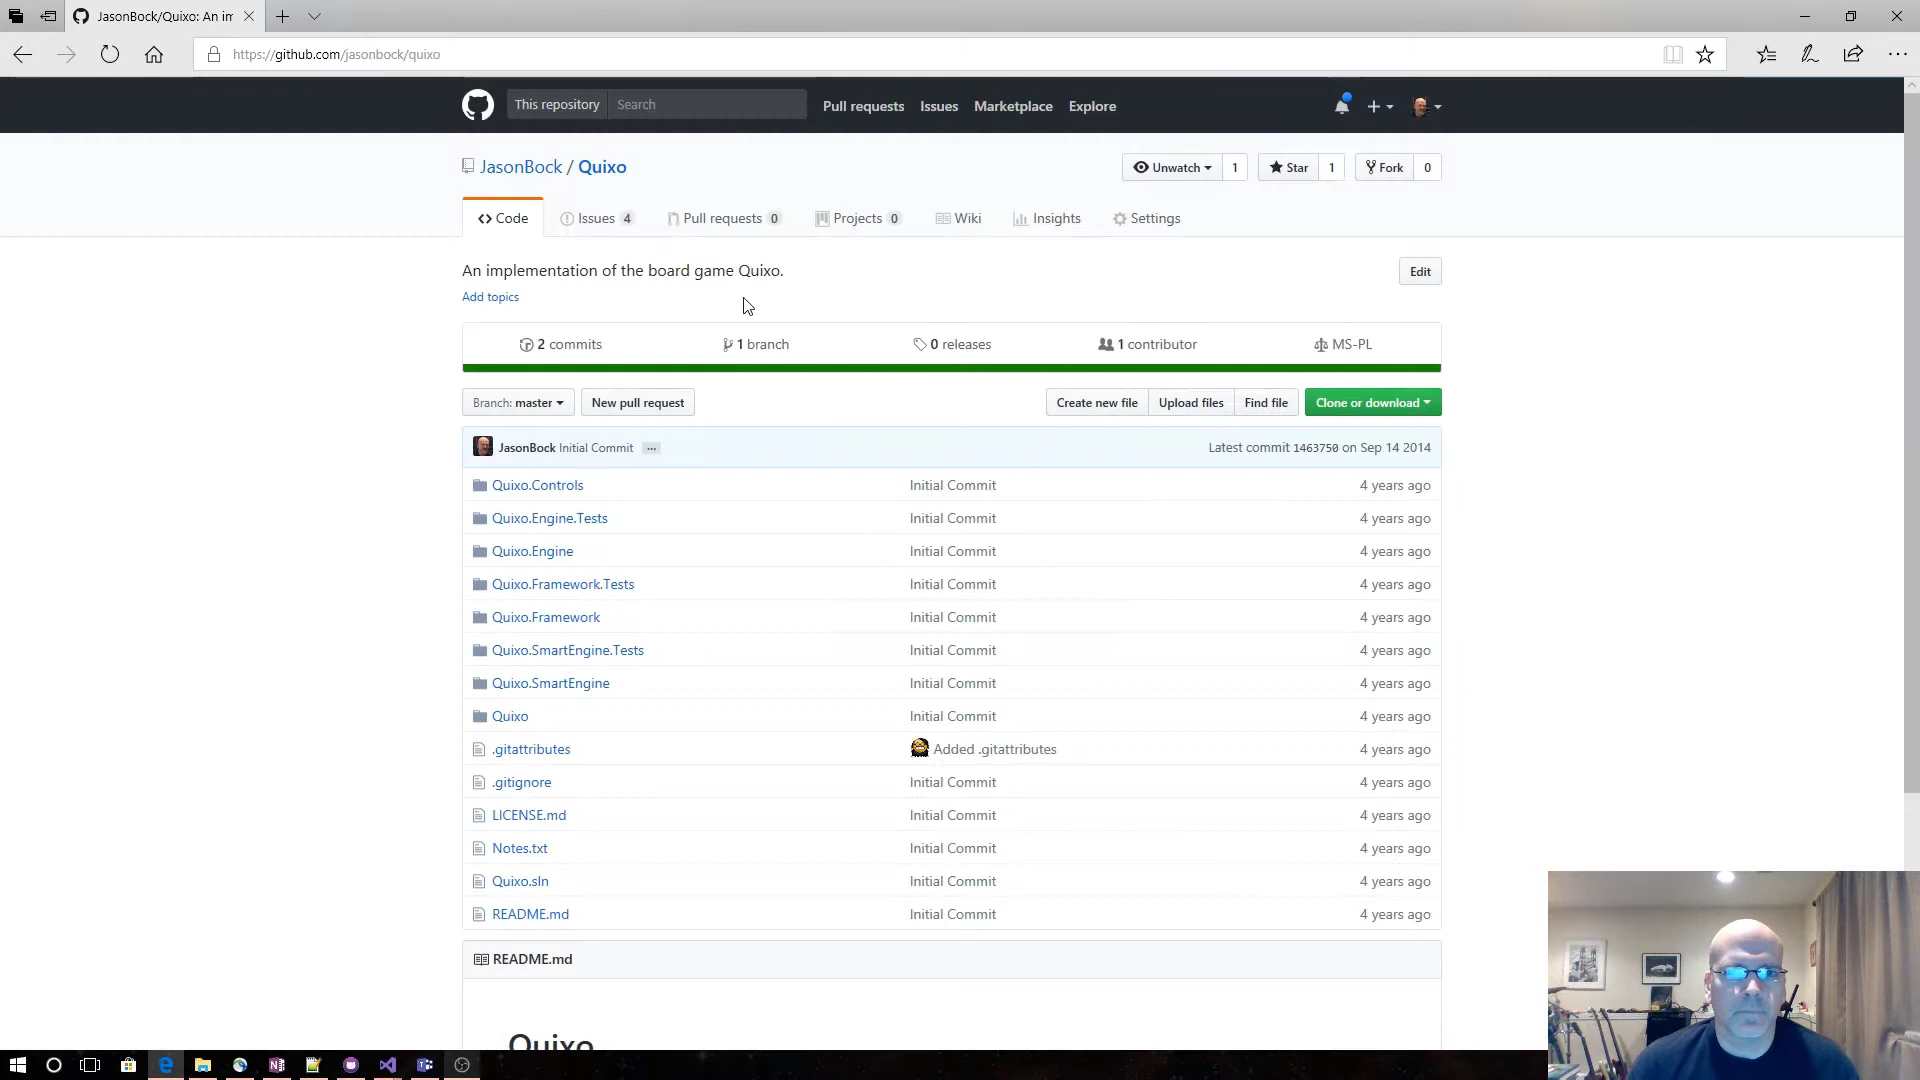 JasonBock/Quixo: An im
https://github.com/jasonbock/quixo
This repository Search Pull requests Issues Marketplace Explore
JasonBock / Quixo
Unwatch 1 Star 1 Fork 0
Code Issues 4 Pull requests 0 Projects 0 Wiki Insights Settings
An implementation of the board game Quixo.
Edit
Add topics
2 commits 1 branch 0 releases 1 contributor MS-PL
Branch: master New pull request Create new file Upload files Find file Clone or download
JasonBock Initial Commit ... Latest commit 1463750 on Sep 14 2014
Quixo.Controls Initial Commit 4 years ago
Quixo.Engine.Tests Initial Commit 4 years ago
Quixo.Engine Initial Commit 4 years ago
Quixo.Framework.Tests Initial Commit 4 years ago
Quixo.Framework Initial Commit 4 years ago
Quixo.SmartEngine.Tests Initial Commit 4 years ago
Quixo.SmartEngine Initial Commit 4 years ago
Quixo Initial Commit 4 years ago
.gitattributes Added .gitattributes 4 years ago
.gitignore Initial Commit 4 years ago
LICENSE.md Initial Commit 4 years ago
Notes.txt Initial Commit 4 years ago
Quixo.sln Initial Commit 4 years ago
README.md Initial Commit 4 years ago
README.md
Quixo